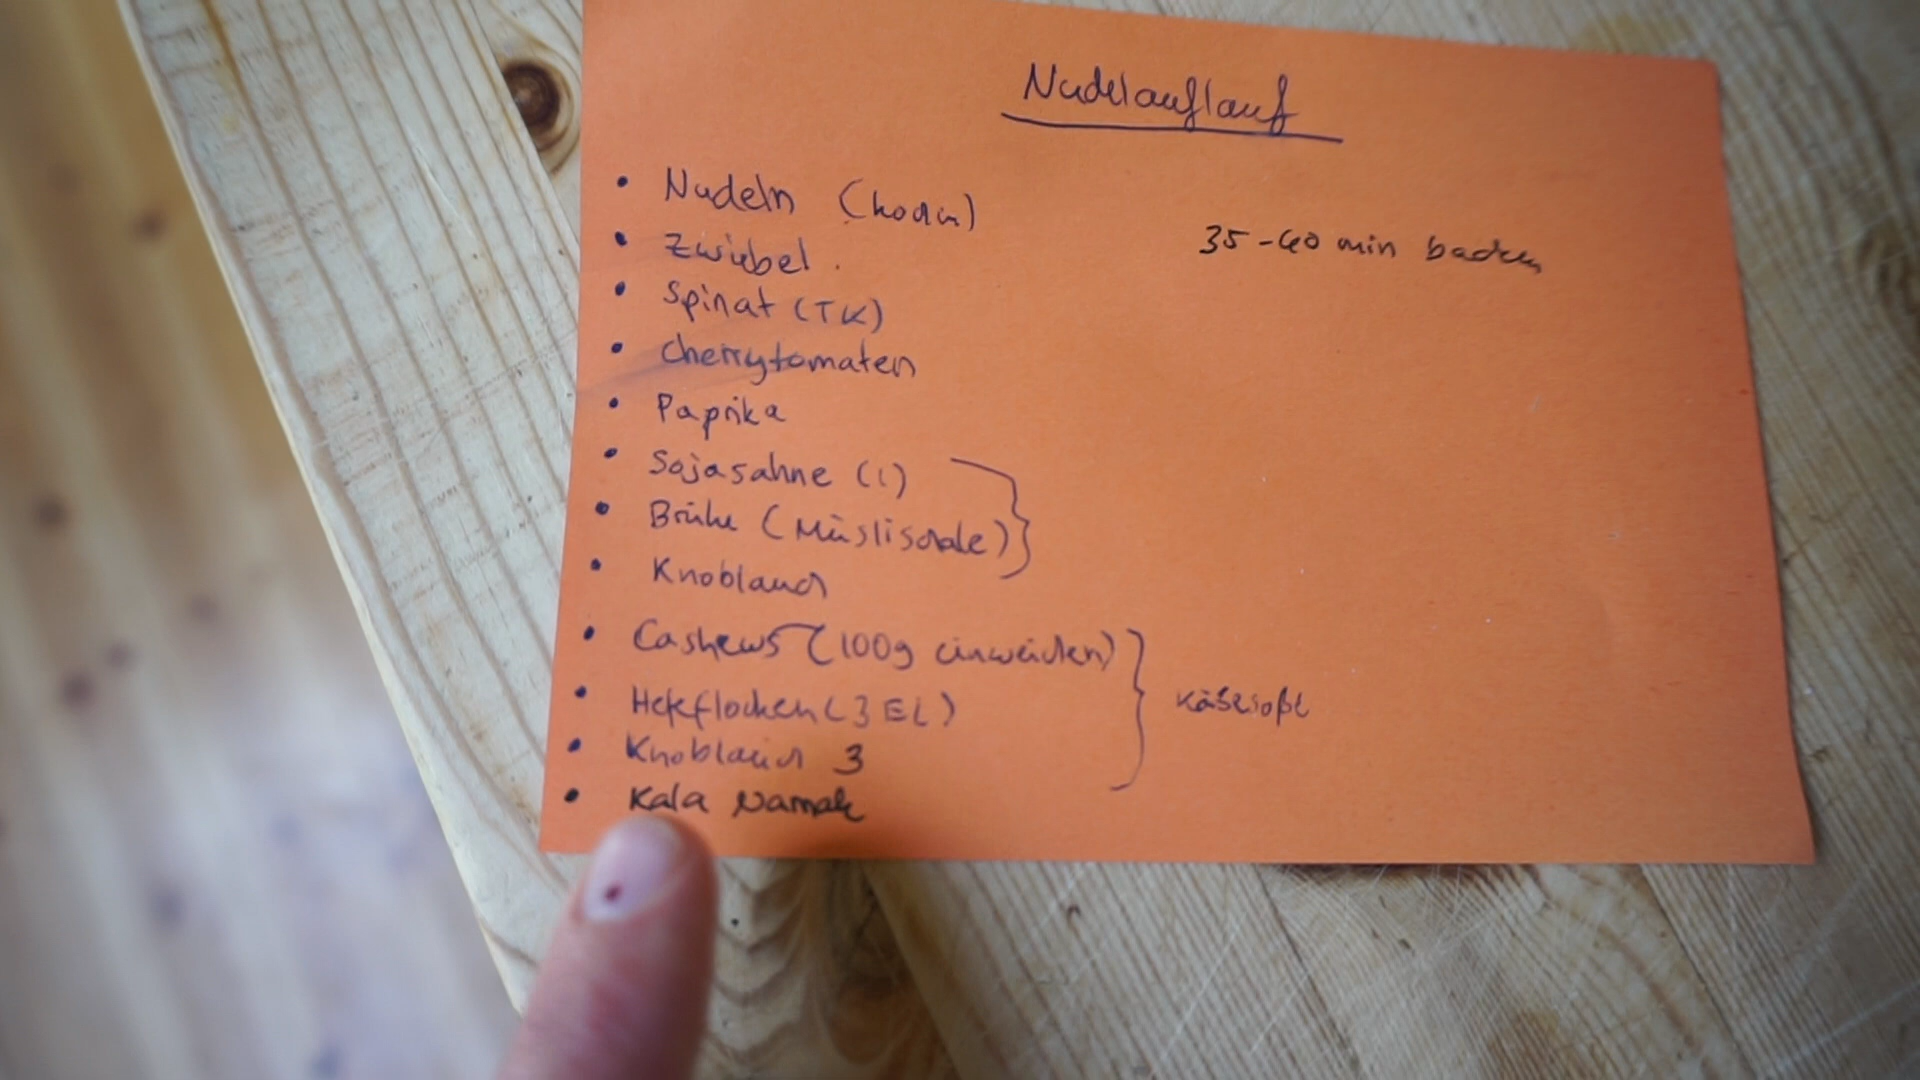 Nudelauflauf
• Nudeln (kochen)
35-40 min backen
• Zwiebel
• Spinat (TK)
• Cherrytomaten
• Paprika
• Sojasahne (1)
• Brühe (Müslischale)
• Knoblauch
• Cashews (100g einweichen)
• Hefeflocken (3 EL)
Käsesoße
• Knoblauch 3
• Kala Namak